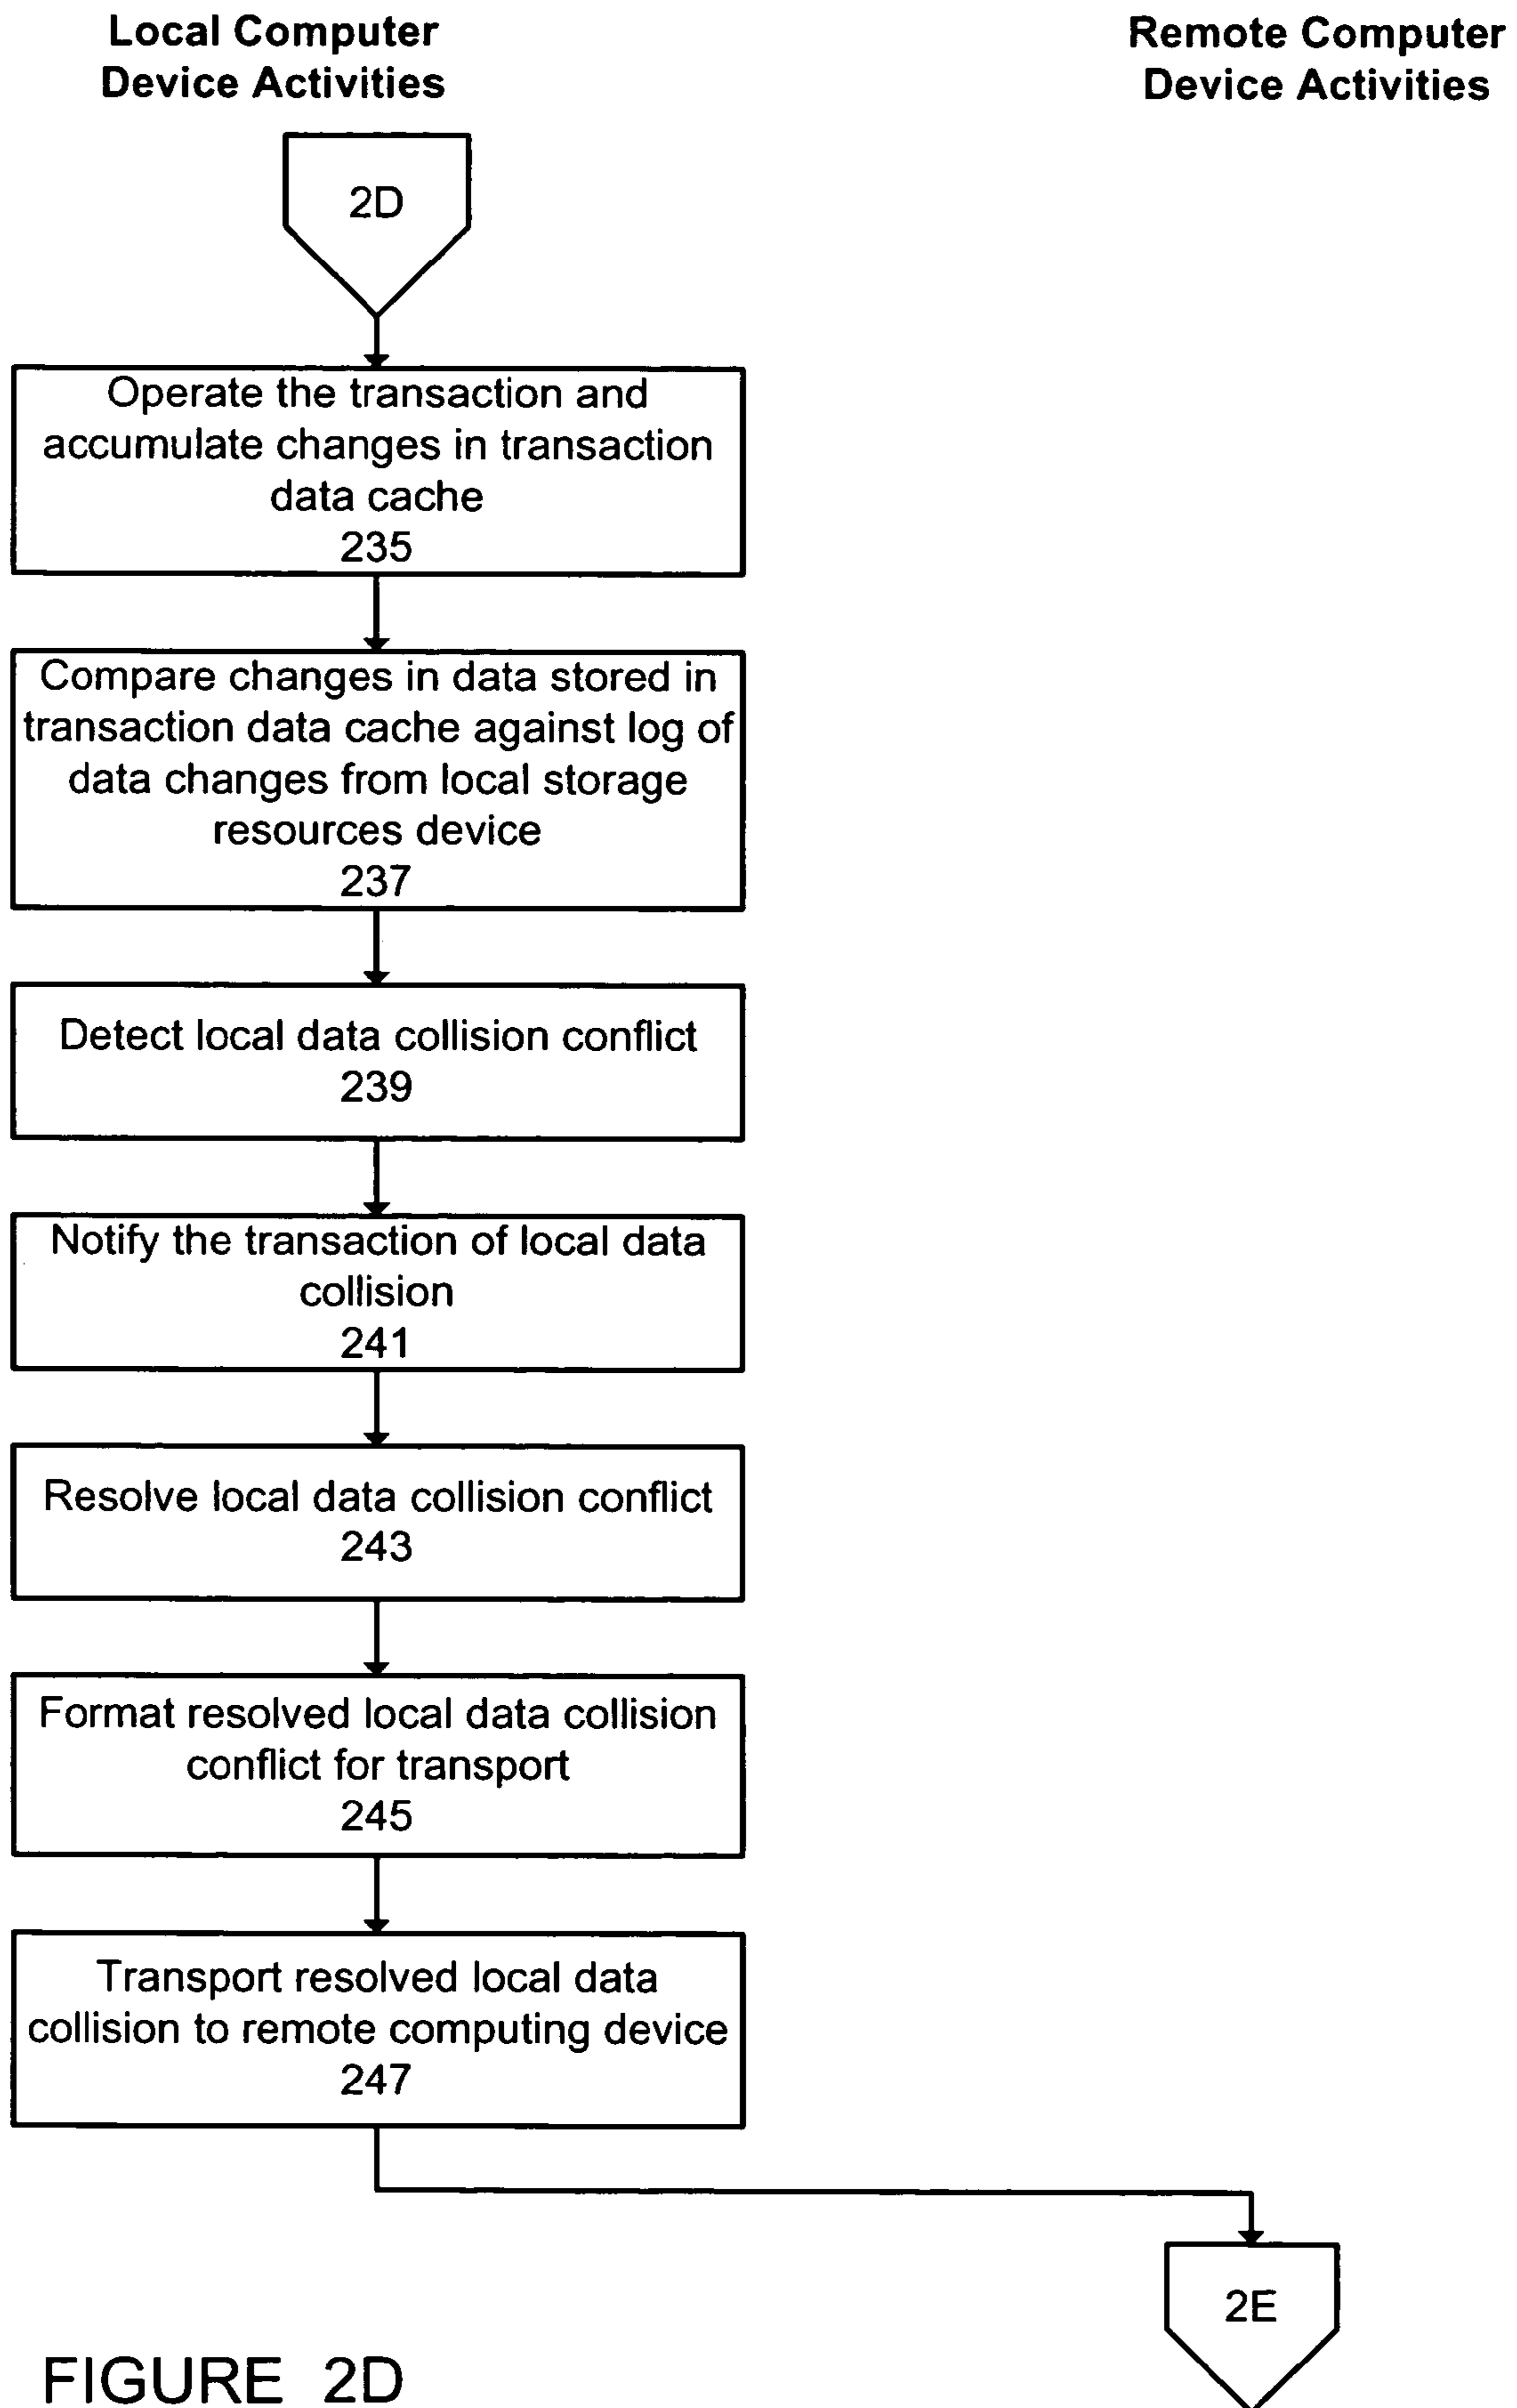 Local Computer
Device Activities
Remote Computer
Device Activities
2D
Operate the transaction and
accumulate changes in transaction
data cache
235
Compare changes in data stored in
transaction data cache against log of
data changes from local storage
resources device
237
Detect local data collision conflict
239
Notify the transaction of local data
collision
241
Resolve local data collision conflict
243
Format resolved local data collision
conflict for transport
245
Transport resolved local data
collision to remote computing device
247
2E
FIGURE 2D